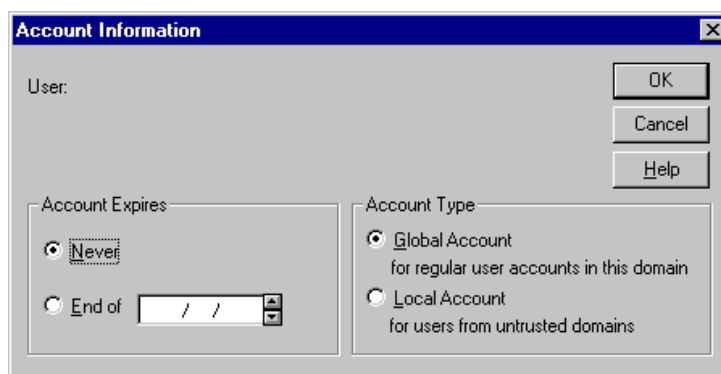 Account Information
User:
OK
Cancel
Help
Account Expires
Never
End of / /
Account Type
Global Account
for regular user accounts in this domain
Local Account
for users from untrusted domains